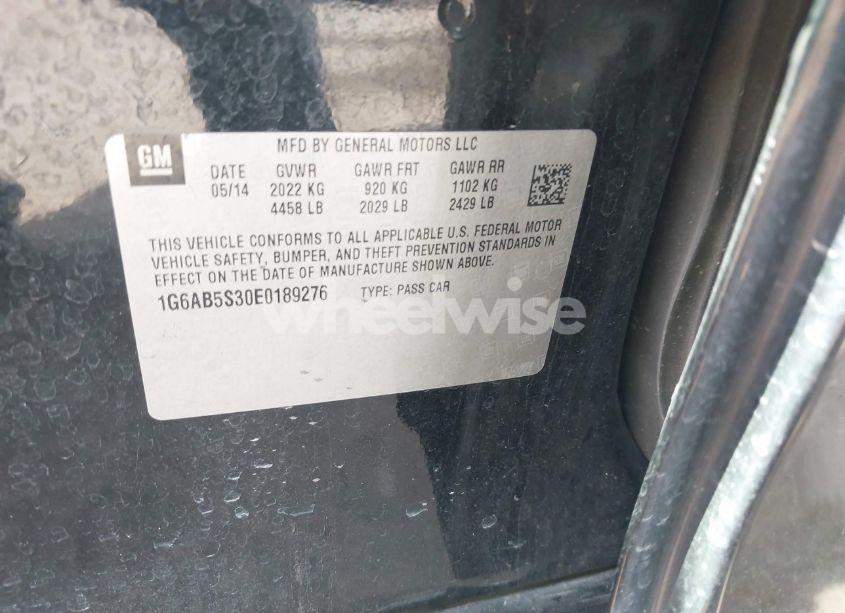 GM
MFD BY GENERAL MOTORS LLC
DATE GVWR GAWR FRT GAWR RR
05/14 2022 KG 920 KG 1102 KG
4458 LB 2029 LB 2429 LB
THIS VEHICLE CONFORMS TO ALL APPLICABLE U.S. FEDERAL MOTOR
VEHICLE SAFETY, BUMPER, AND THEFT PREVENTION STANDARDS IN
EFFECT ON THE DATE OF MANUFACTURE SHOWN ABOVE.
1G6AB5S30E0189276 TYPE: PASS CAR
wheelwise